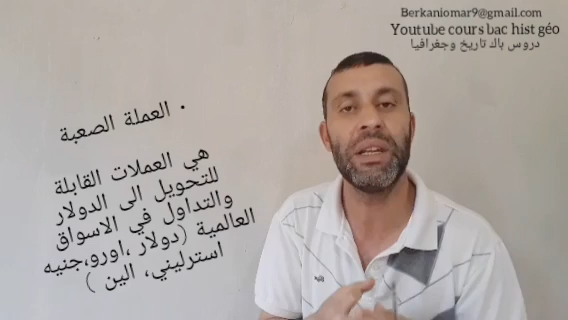 Berkaniomar9@gmail.com
Youtube cours bac hist géo
دروس باك تاريخ وجغرافيا
• العملة الصعبة
هي العملات القابلة
للتحويل الى الدولار
والتداول في الاسواق
العالمية (دولار ،اورو،جنيه
استرليني، الين )